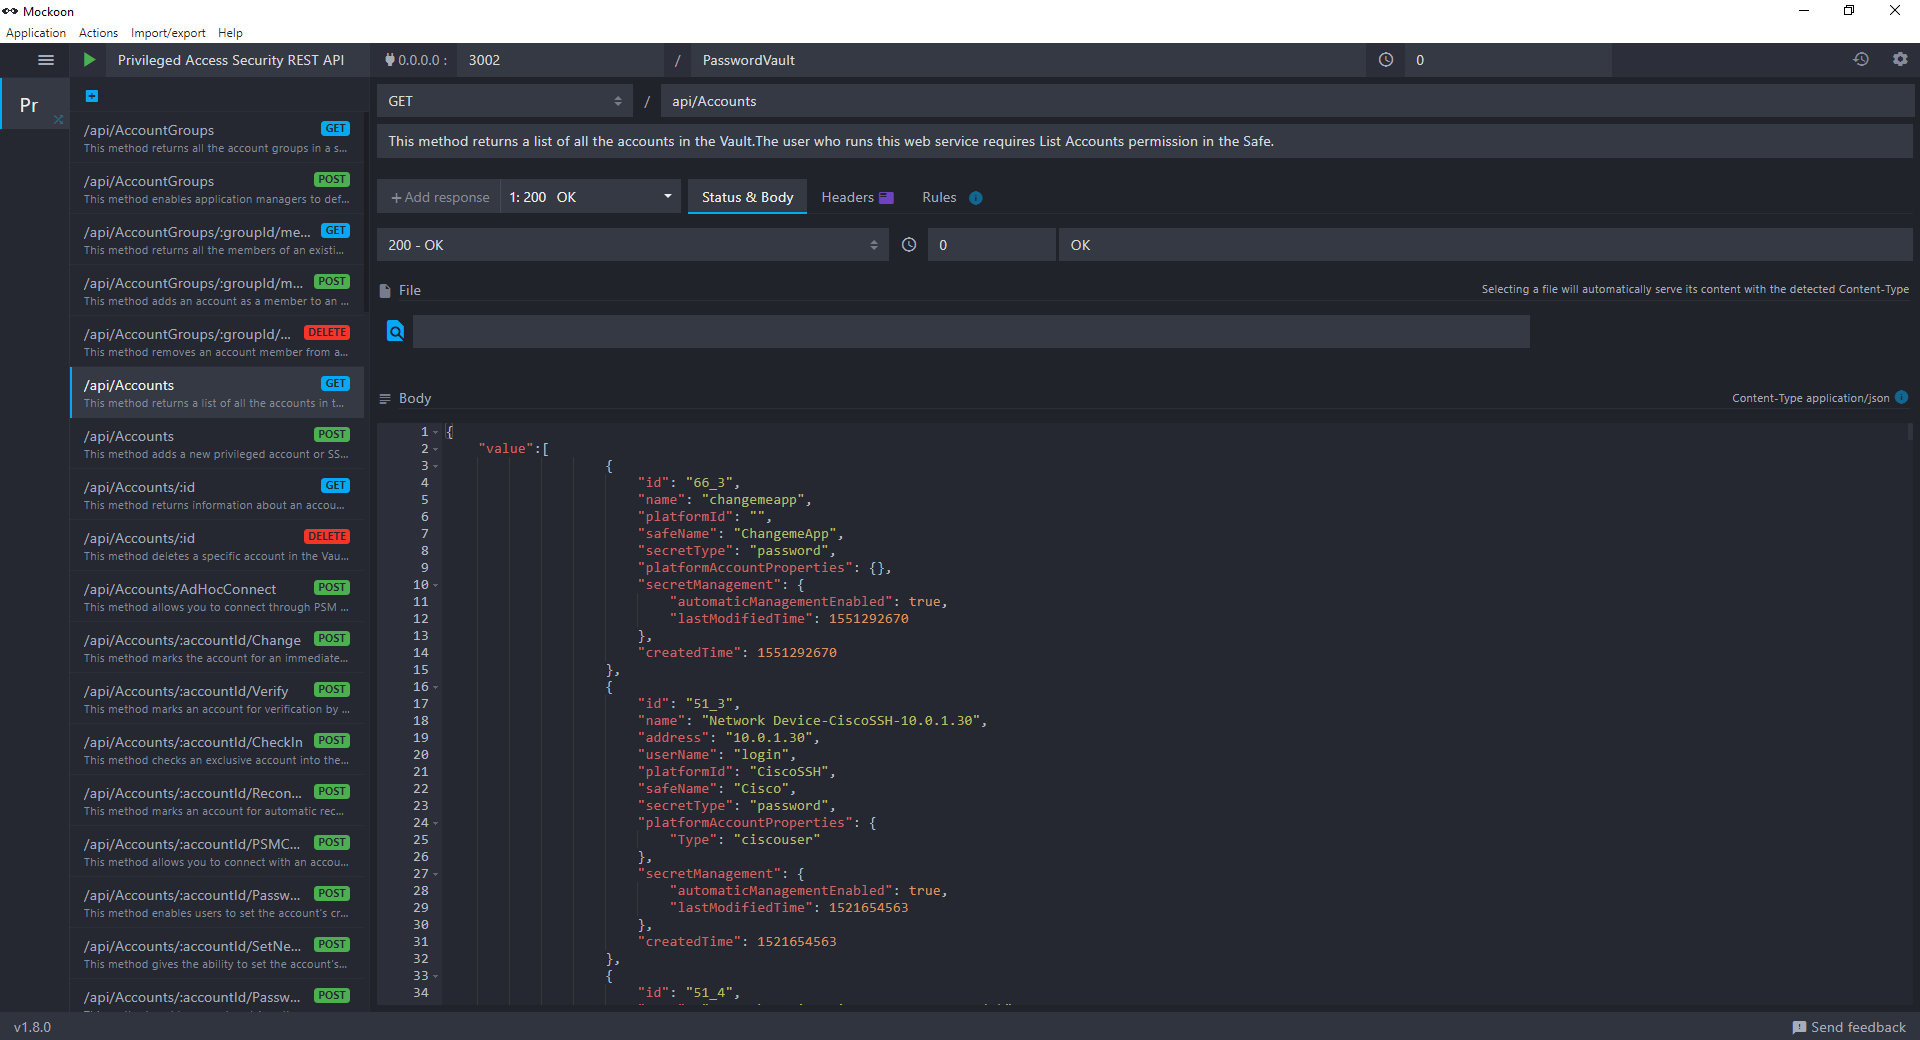 Mockoon
Application Actions Import/export Help
Privileged Access Security REST API 0.0.0.0 : 3002 / PasswordVault 0
Pr
/api/AccountGroups GET
This method returns all the account groups in a s...
/api/AccountGroups POST
This method enables application managers to def...
/api/AccountGroups/:groupId/me... GET
This method returns all the members of an existi...
/api/AccountGroups/:groupId/m... POST
This method adds an account as a member to an ...
/api/AccountGroups/:groupId/... DELETE
This method removes an account member from a...
/api/Accounts GET
This method returns a list of all the accounts in t...
/api/Accounts POST
This method adds a new privileged account or SS...
/api/Accounts/:id GET
This method returns information about an accou...
/api/Accounts/:id DELETE
This method deletes a specific account in the Vau...
/api/Accounts/AdHocConnect POST
This method allows you to connect through PSM ...
/api/Accounts/:accountId/Change POST
This method marks the account for an immediate...
/api/Accounts/:accountId/Verify POST
This method marks an account for verification by ...
/api/Accounts/:accountId/CheckIn POST
This method checks an exclusive account into the...
/api/Accounts/:accountId/Recon... POST
This method marks an account for automatic rec...
/api/Accounts/:accountId/PSMC... POST
This method allows you to connect with an accou...
/api/Accounts/:accountId/Passw... POST
This method enables users to set the account's cr...
/api/Accounts/:accountId/SetNe... POST
This method gives the ability to set the account's...
/api/Accounts/:accountId/Passw... POST
GET / api/Accounts
This method returns a list of all the accounts in the Vault.The user who runs this web service requires List Accounts permission in the Safe.
+ Add response 1: 200 OK Status & Body Headers Rules
200 - OK 0 OK
File Selecting a file will automatically serve its content with the detected Content-Type
Body Content-Type application/json
1 {
2 "value":[
3 {
4 "id": "66_3",
5 "name": "changemeapp",
6 "platformId": "",
7 "safeName": "ChangemeApp",
8 "secretType": "password",
9 "platformAccountProperties": {},
10 "secretManagement": {
11 "automaticManagementEnabled": true,
12 "lastModifiedTime": 1551292670
13 },
14 "createdTime": 1551292670
15 },
16 {
17 "id": "51_3",
18 "name": "Network Device-CiscoSSH-10.0.1.30",
19 "address": "10.0.1.30",
20 "userName": "login",
21 "platformId": "CiscoSSH",
22 "safeName": "Cisco",
23 "secretType": "password",
24 "platformAccountProperties": {
25 "Type": "ciscouser"
26 },
27 "secretManagement": {
28 "automaticManagementEnabled": true,
29 "lastModifiedTime": 1521654563
30 },
31 "createdTime": 1521654563
32 },
33 {
34 "id": "51_4",
v1.8.0 Send feedback